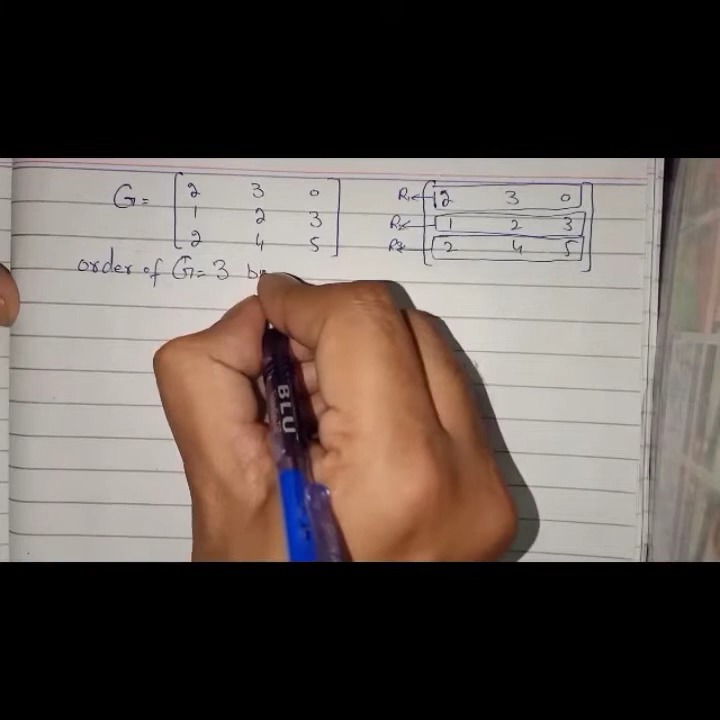 G= [2 3 0
1 2 3
2 4 5]
order of G=3 b
R1← [2 3 0
R2← 1 2 3
R3← 2 4 5]
BLU